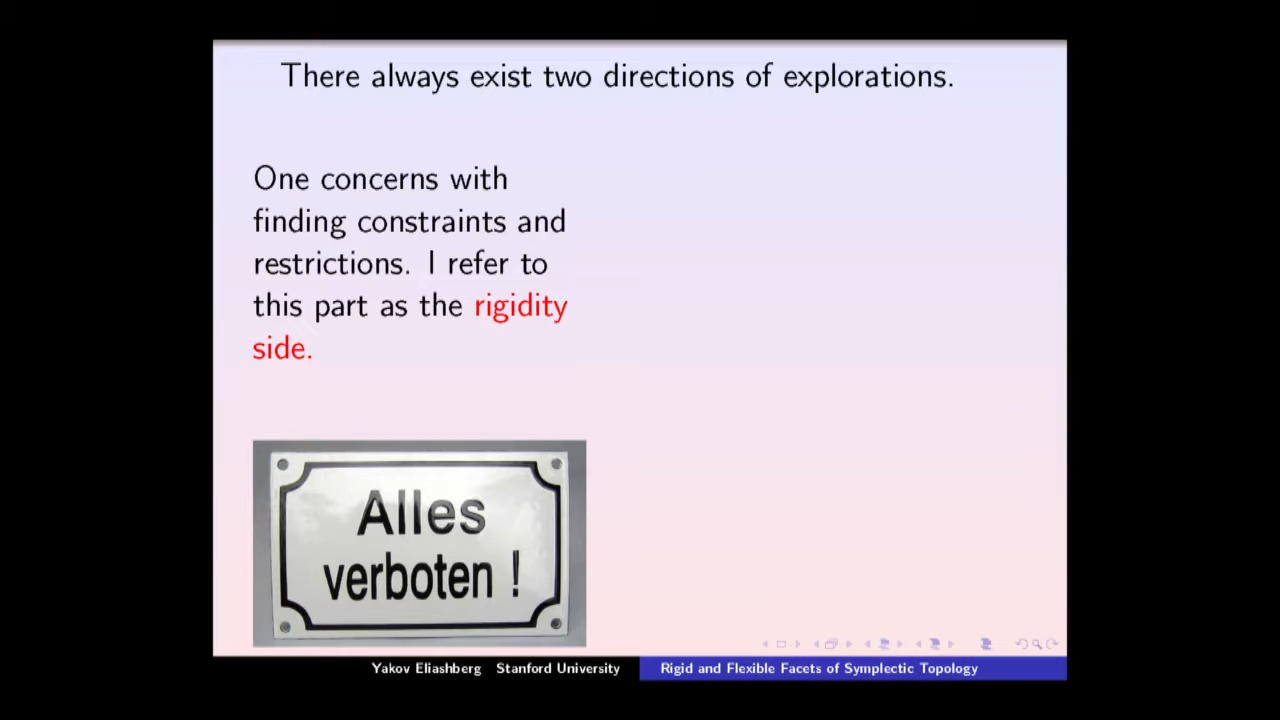 There always exist two directions of explorations.
One concerns with
finding constraints and
restrictions. I refer to
this part as the rigidity
side.
Alles
verboten !
Yakov Eliashberg Stanford University
Rigid and Flexible Facets of Symplectic Topology